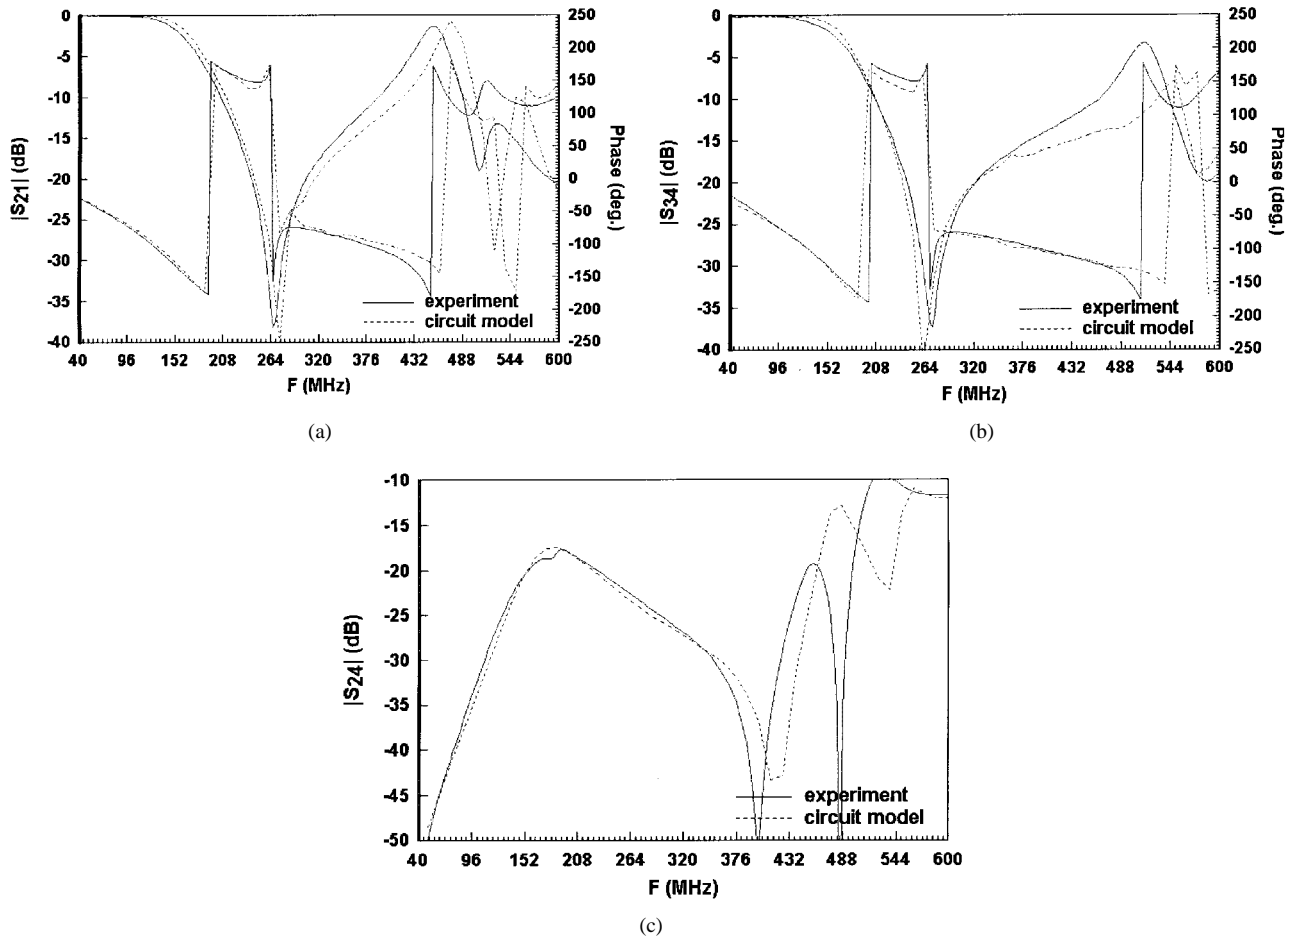 0
-5
-10
-15
-20
-25
-30
-35
-40
|S21| (dB)
250
200
150
100
50
0
-50
-100
-150
-200
-250
Phase (deg.)
experiment
circuit model
40 96 152 208 264 320 376 432 488 544 600
F (MHz)
(a)
0
-5
-10
-15
-20
-25
-30
-35
-40
|S34| (dB)
250
200
150
100
50
0
-50
-100
-150
-200
-250
Phase (deg.)
experiment
circuit model
40 96 152 208 264 320 376 432 488 544 600
F (MHz)
(b)
-10
-15
-20
-25
-30
-35
-40
-45
-50
|S24| (dB)
experiment
circuit model
40 96 152 208 264 320 376 432 488 544 600
F (MHz)
(c)